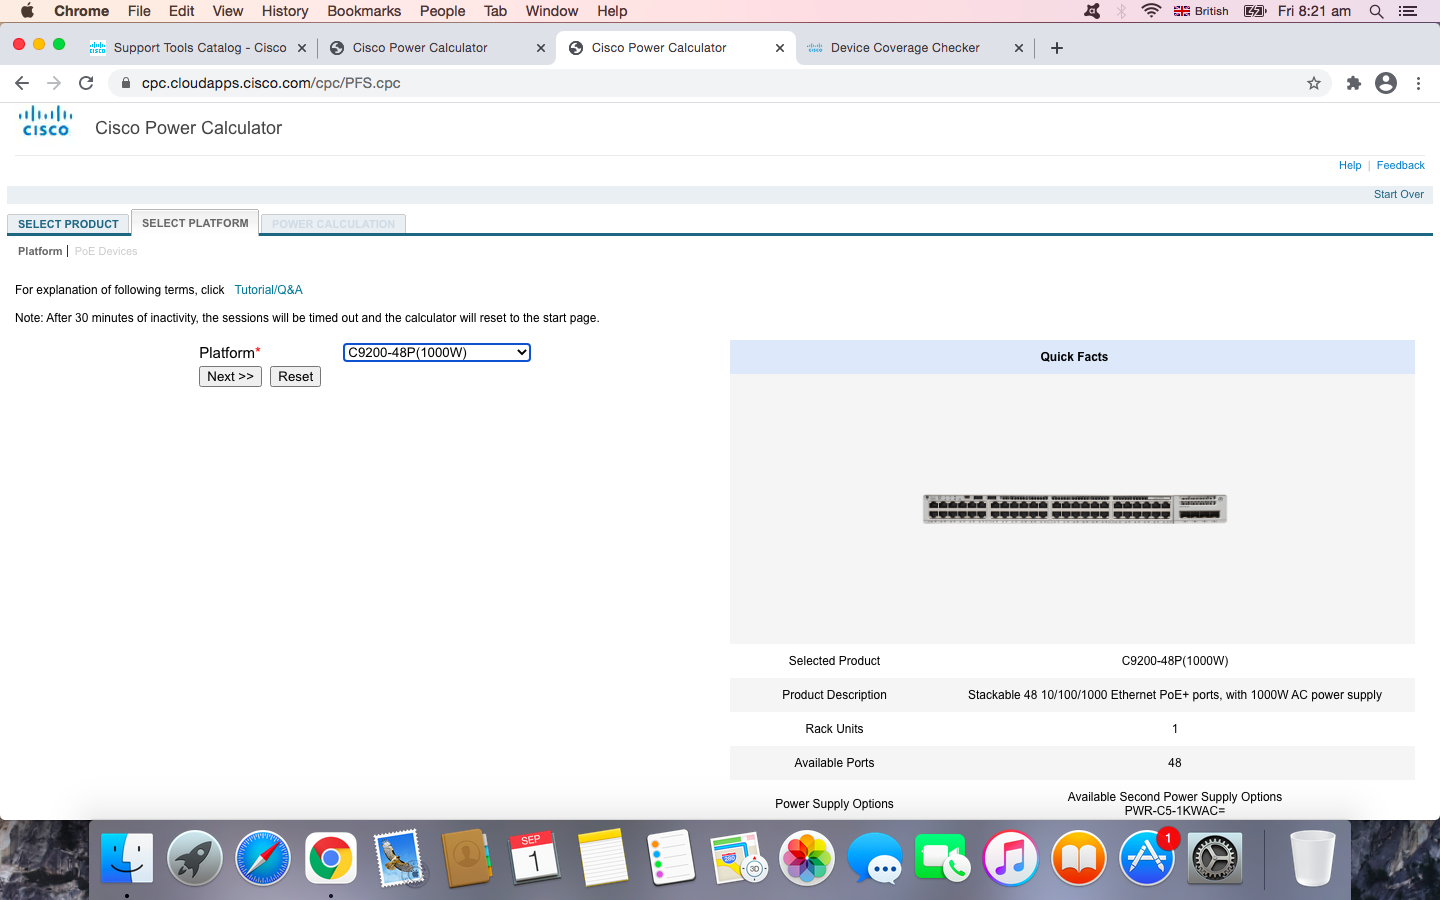 Chrome File Edit View History Bookmarks People Tab Window Help British Fri 8:21 am
Support Tools Catalog - Cisco Cisco Power Calculator Cisco Power Calculator Device Coverage Checker
cpc.cloudapps.cisco.com/cpc/PFS.cpc
CISCO Cisco Power Calculator
Help | Feedback
Start Over
SELECT PRODUCT SELECT PLATFORM POWER CALCULATION
Platform | PoE Devices
For explanation of following terms, click Tutorial/Q&A
Note: After 30 minutes of inactivity, the sessions will be timed out and the calculator will reset to the start page.
Platform* C9200-48P(1000W)
Next >> Reset
Quick Facts
Selected Product C9200-48P(1000W)
Product Description Stackable 48 10/100/1000 Ethernet PoE+ ports, with 1000W AC power supply
Rack Units 1
Available Ports 48
Power Supply Options Available Second Power Supply Options
PWR-C5-1KWAC=
SEP
1
280
3D
1